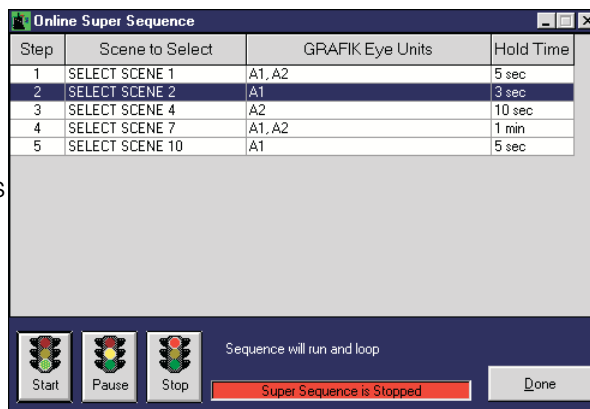 Online Super Sequence
Step Scene to Select GRAFIK Eye Units Hold Time
1 SELECT SCENE 1 A1, A2 5 sec
2 SELECT SCENE 2 A1 3 sec
3 SELECT SCENE 4 A2 10 sec
4 SELECT SCENE 7 A1, A2 1 min
5 SELECT SCENE 10 A1 5 sec
s
Sequence will run and loop
Start Pause Stop Super Sequence is Stopped Done